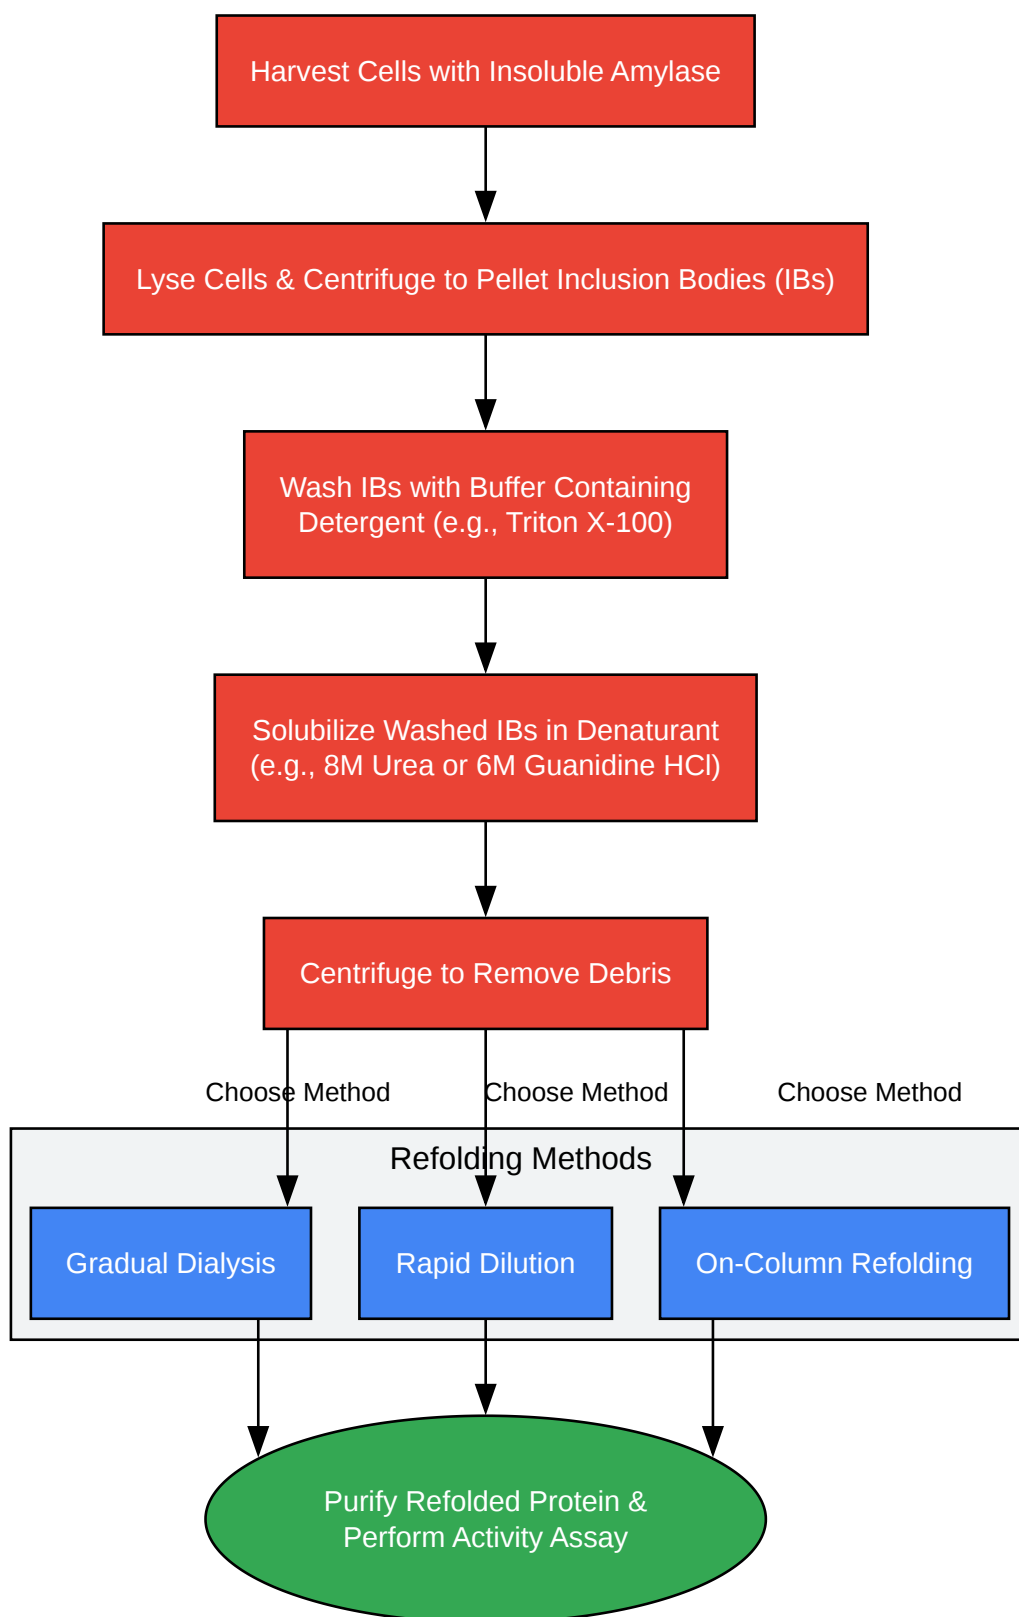 Harvest Cells with Insoluble Amylase
Lyse Cells & Centrifuge to Pellet Inclusion Bodies (IBs)
Wash IBs with Buffer Containing
Detergent (e.g., Triton X-100)
Solubilize Washed IBs in Denaturant
(e.g., 8M Urea or 6M Guanidine HCl)
Centrifuge to Remove Debris
Choose Method
Choose Method
Choose Method
Refolding Methods
Gradual Dialysis
Rapid Dilution
On-Column Refolding
Purify Refolded Protein &
Perform Activity Assay